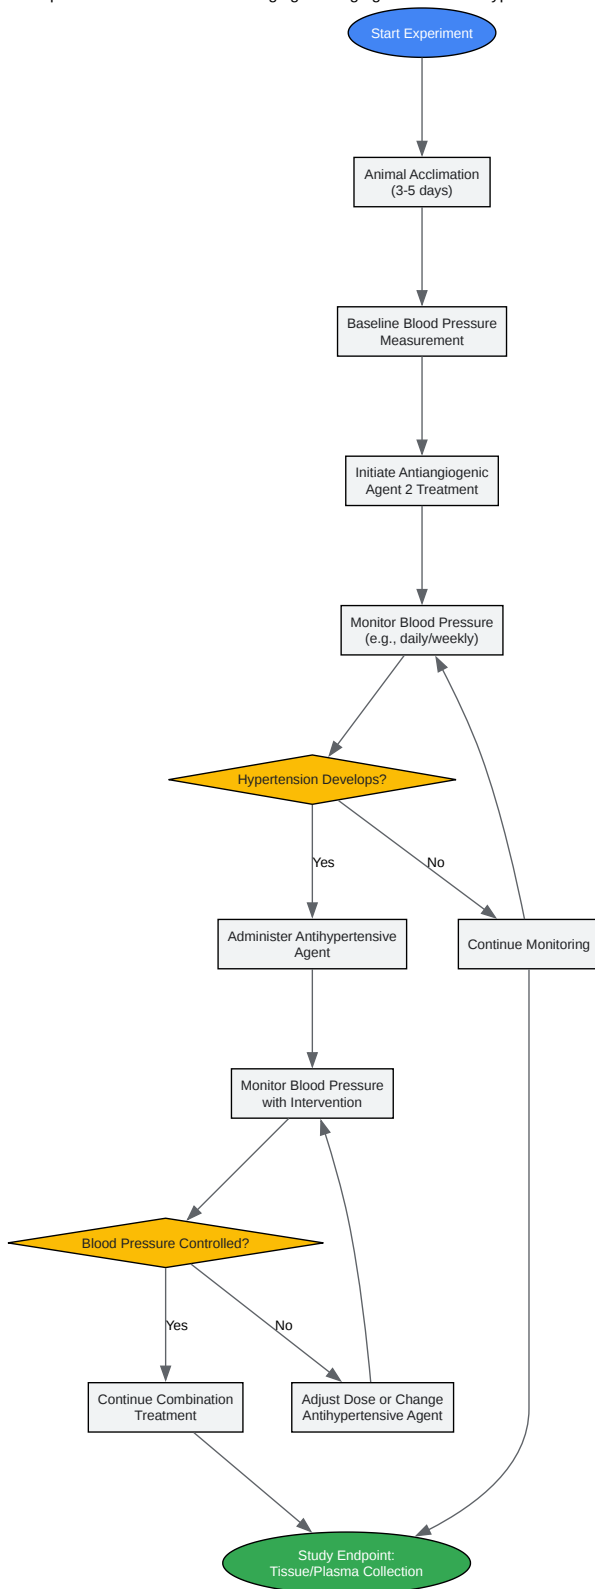 Start Experiment
Animal Acclimation
(3-5 days)
Baseline Blood Pressure
Measurement
Initiate Antiangiogenic
Agent 2 Treatment
Monitor Blood Pressure
(e.g., daily/weekly)
Hypertension Develops?
Yes
No
Administer Antihypertensive
Agent
Continue Monitoring
Monitor Blood Pressure
with Intervention
Blood Pressure Controlled?
Yes
No
Continue Combination
Treatment
Adjust Dose or Change
Antihypertensive Agent
Study Endpoint:
Tissue/Plasma Collection